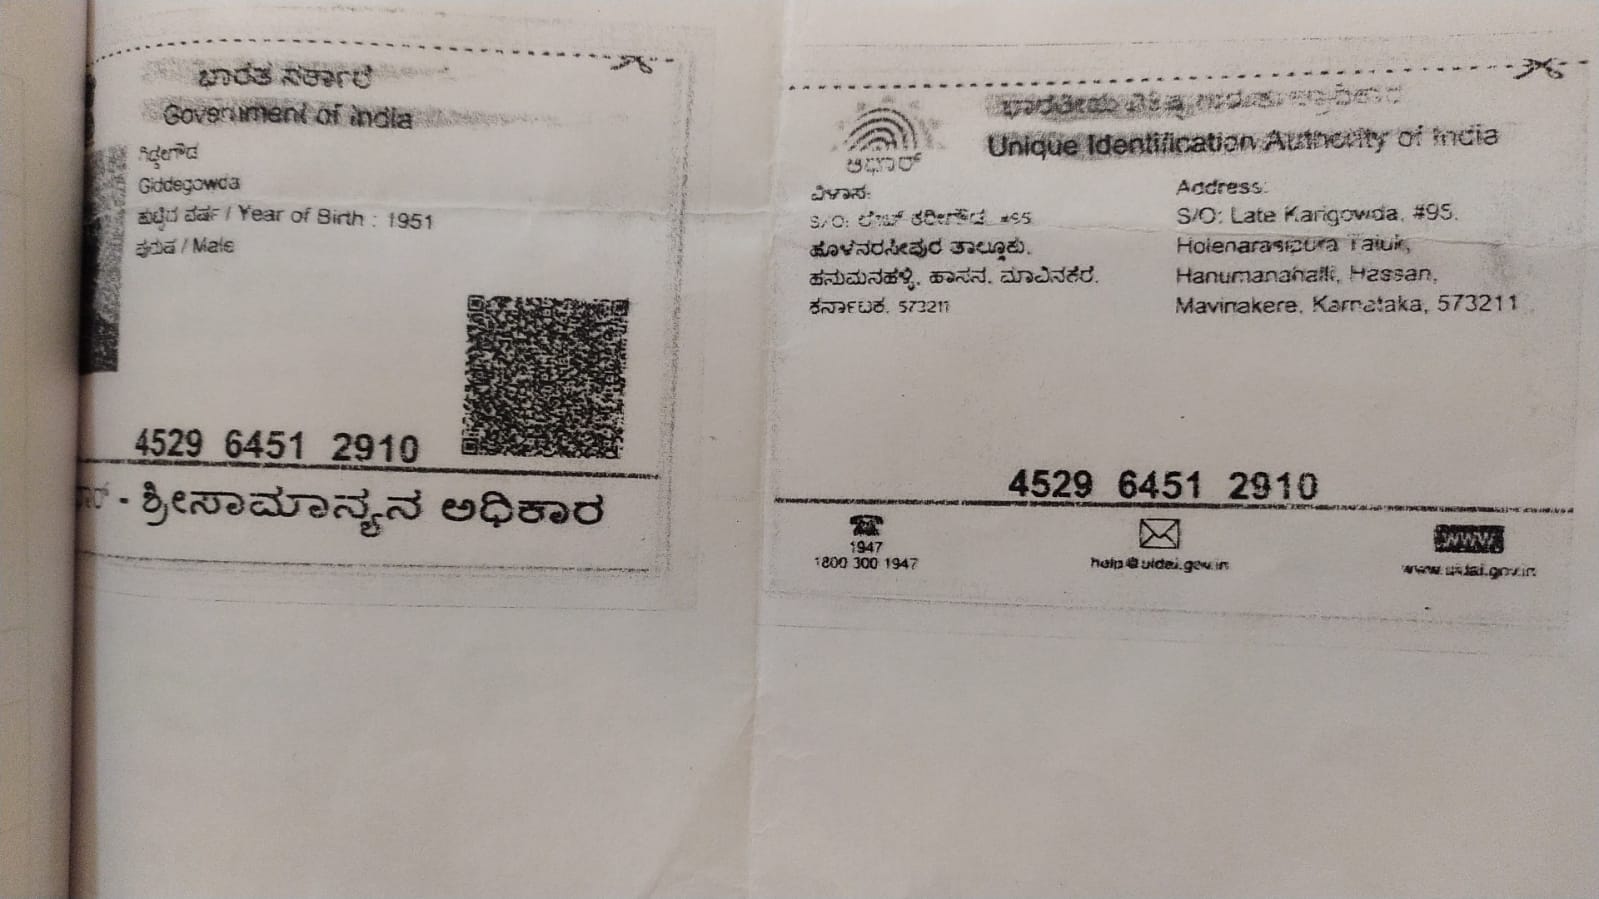 ಭಾರತ ಸರ್ಕಾರ
Government of India
ಗಿಡ್ಡೇಗೌಡ
Giddegowda
ಹುಟ್ಟಿದ ವರ್ಷ / Year of Birth : 1951
ಪುರುಷ / Male
4529 6451 2910
- ಶ್ರೀಸಾಮಾನ್ಯನ ಅಧಿಕಾರ
ಭಾರತೀಯ
Unique Identification Authority of India
ಆಧಾರ್
ವಿಳಾಸ:
S/O: ಲೇಟ್ ಕರೀಗೌಡ, #95,
ಹೊಳೆನರಸೀಪುರ ತಾಲ್ಲೂಕು,
ಹನುಮನಹಳ್ಳಿ, ಹಾಸನ, ಮಾವಿನಕೆರೆ,
ಕರ್ನಾಟಕ, 573211
Address:
S/O: Late Karigowda, #95,
Holenarasipura Taluk,
Hanumanahalli, Hassan,
Mavinakere, Karnataka, 573211
4529 6451 2910
1947
1800 300 1947
help@uidai.gov.in
www
www.uidai.gov.in